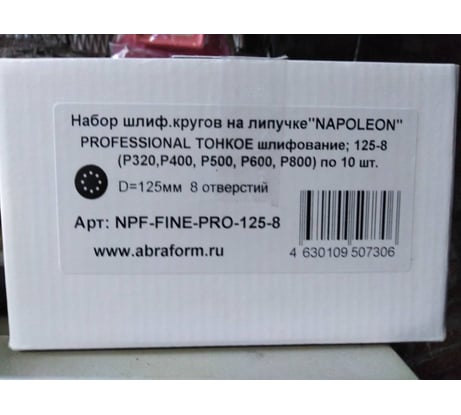 Набор шлиф.кругов на липучке"NAPOLEON"
PROFESSIONAL ТОНКОЕ шлифование; 125-8
(P320,P400, P500, P600, P800) по 10 шт.
D=125мм 8 отверстий
Арт: NPF-FINE-PRO-125-8
www.abraform.ru
4 630109 507306